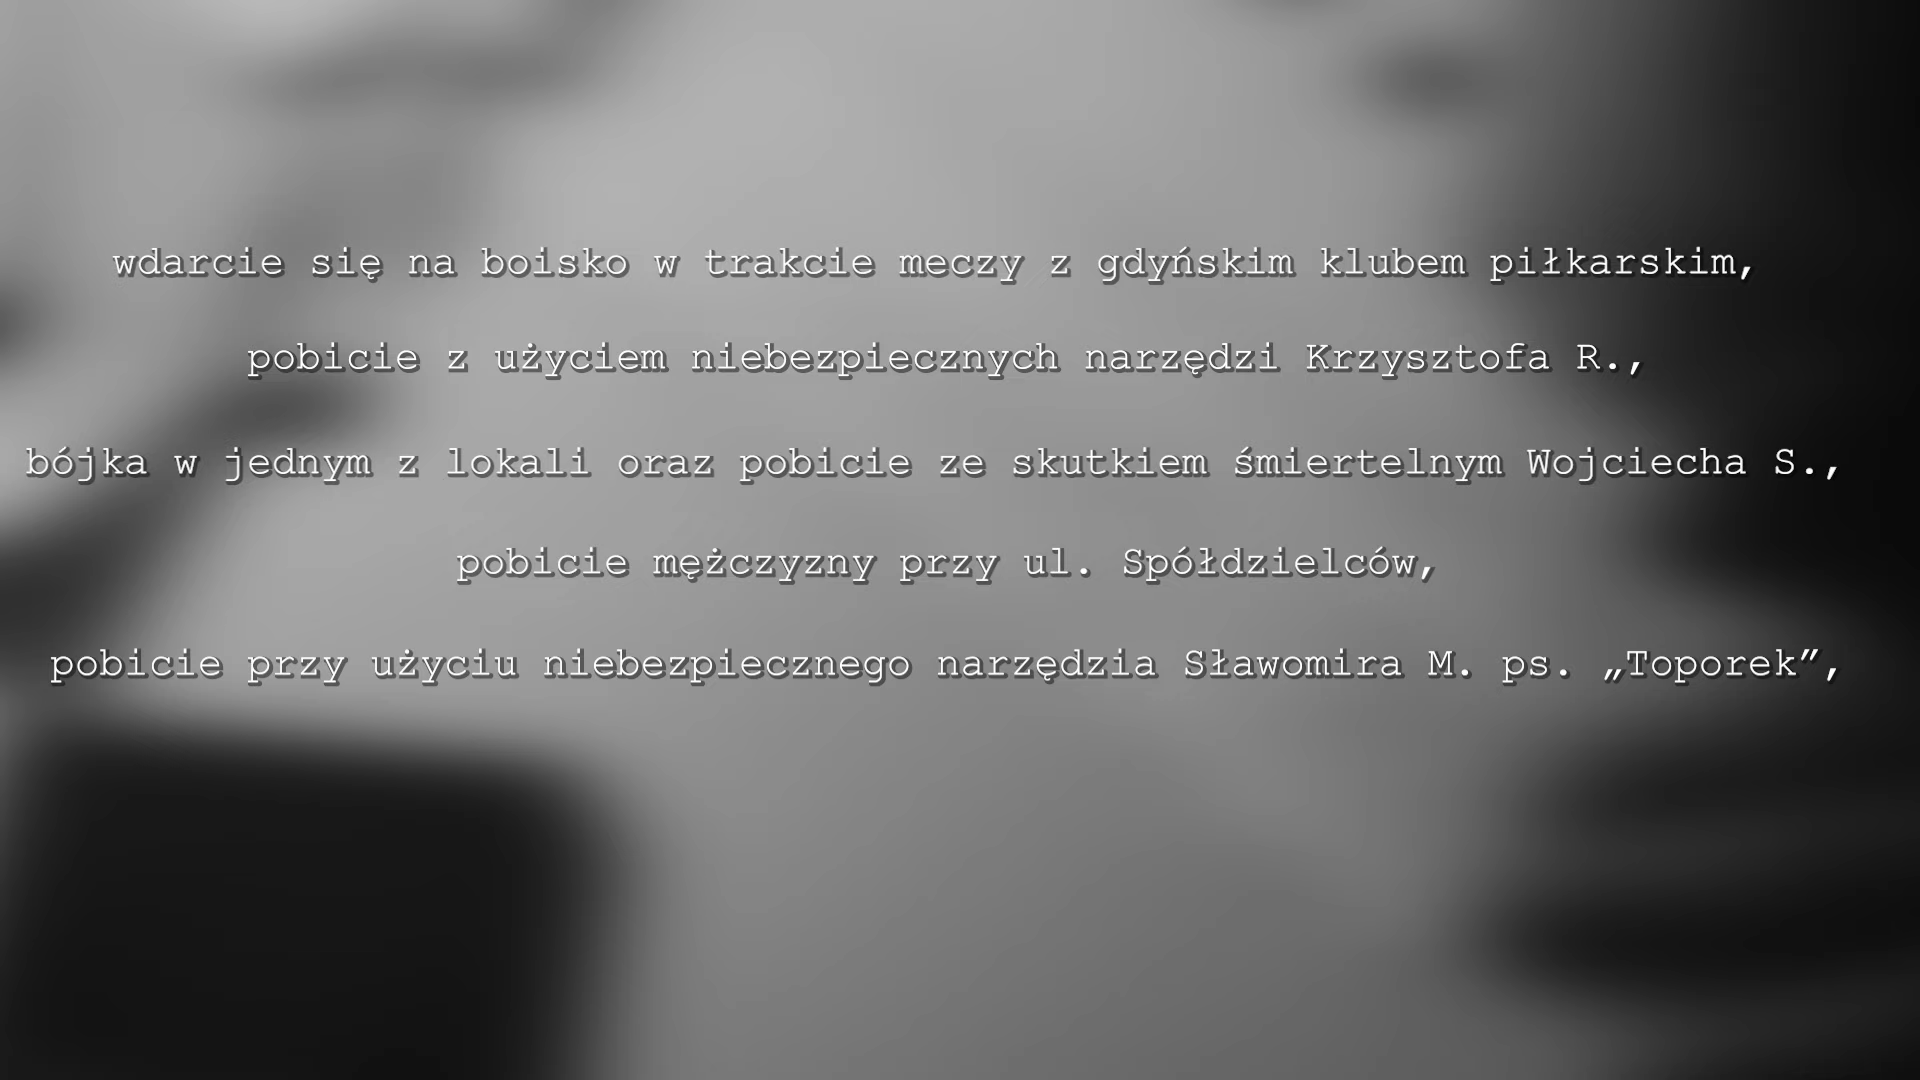 wdarcie się na boisko w trakcie meczy z gdyńskim klubem piłkarskim,
pobicie z użyciem niebezpiecznych narzędzi Krzysztofa R.,
bójka w jednym z lokali oraz pobicie ze skutkiem śmiertelnym Wojciecha S.,
pobicie mężczyzny przy ul. Spółdzielców,
pobicie przy użyciu niebezpiecznego narzędzia Sławomira M. ps. „Toporek”,